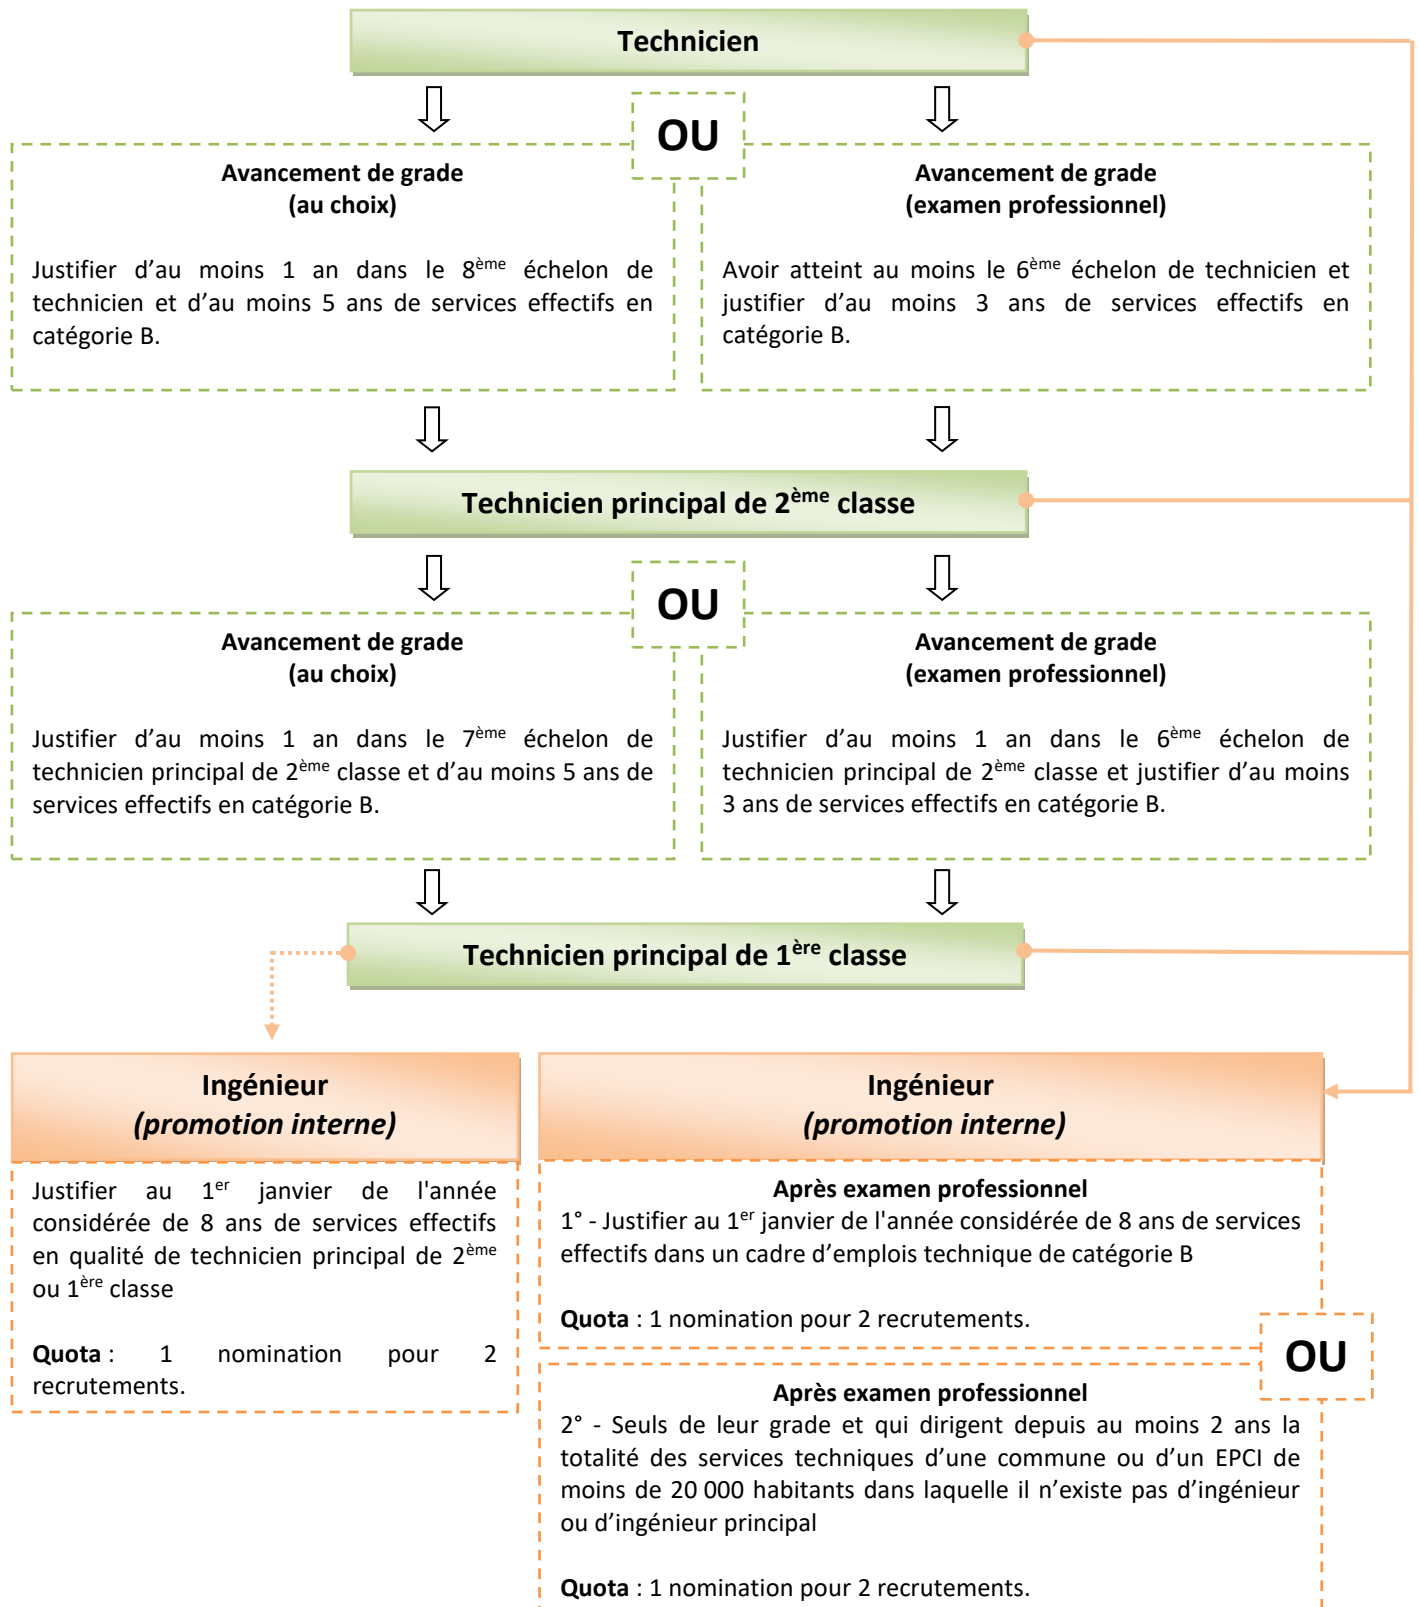 Technicien
OU
Avancement de grade
(au choix)
Justifier d’au moins 1 an dans le 8ème échelon de
technicien et d’au moins 5 ans de services effectifs en
catégorie B.
Avancement de grade
(examen professionnel)
Avoir atteint au moins le 6ème échelon de technicien et
justifier d’au moins 3 ans de services effectifs en
catégorie B.
Technicien principal de 2ème classe
OU
Avancement de grade
(au choix)
Justifier d’au moins 1 an dans le 7ème échelon de
technicien principal de 2ème classe et d’au moins 5 ans de
services effectifs en catégorie B.
Avancement de grade
(examen professionnel)
Justifier d’au moins 1 an dans le 6ème échelon de
technicien principal de 2ème classe et justifier d’au moins
3 ans de services effectifs en catégorie B.
Technicien principal de 1ère classe
Ingénieur
(promotion interne)
Justifier au 1er janvier de l'année
considérée de 8 ans de services effectifs
en qualité de technicien principal de 2ème
ou 1ère classe
Quota : 1 nomination pour 2
recrutements.
Ingénieur
(promotion interne)
Après examen professionnel
1° - Justifier au 1er janvier de l'année considérée de 8 ans de services
effectifs dans un cadre d’emplois technique de catégorie B
Quota : 1 nomination pour 2 recrutements.
OU
Après examen professionnel
2° - Seuls de leur grade et qui dirigent depuis au moins 2 ans la
totalité des services techniques d’une commune ou d’un EPCI de
moins de 20 000 habitants dans laquelle il n’existe pas d’ingénieur
ou d’ingénieur principal
Quota : 1 nomination pour 2 recrutements.